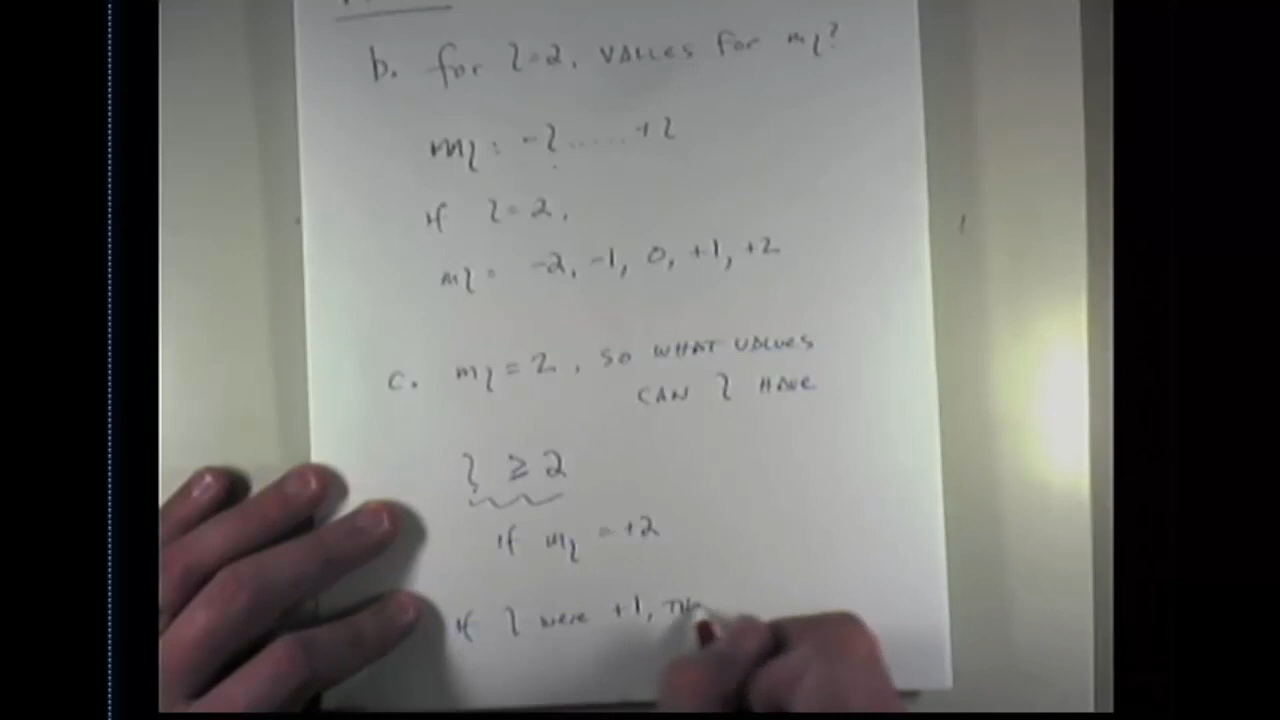 b. for l=2, VALUES for ml?
ml: -l ..... +l
if l=2,
ml = -2, -1, 0, +1, +2
c. ml = 2, SO WHAT VALUES
CAN l HAVE
l ≥ 2
if ml = +2
if l were +1,